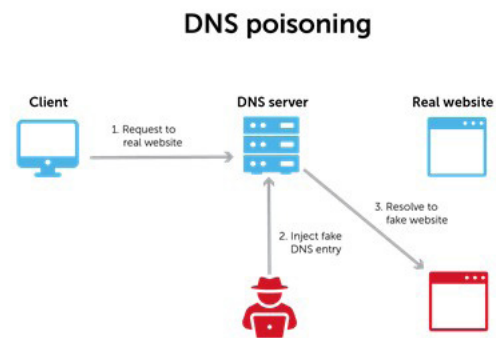 DNS poisoning
Client
DNS server
Real website
1. Request to
real website
2. Inject fake
DNS entry
3. Resolve to
fake website